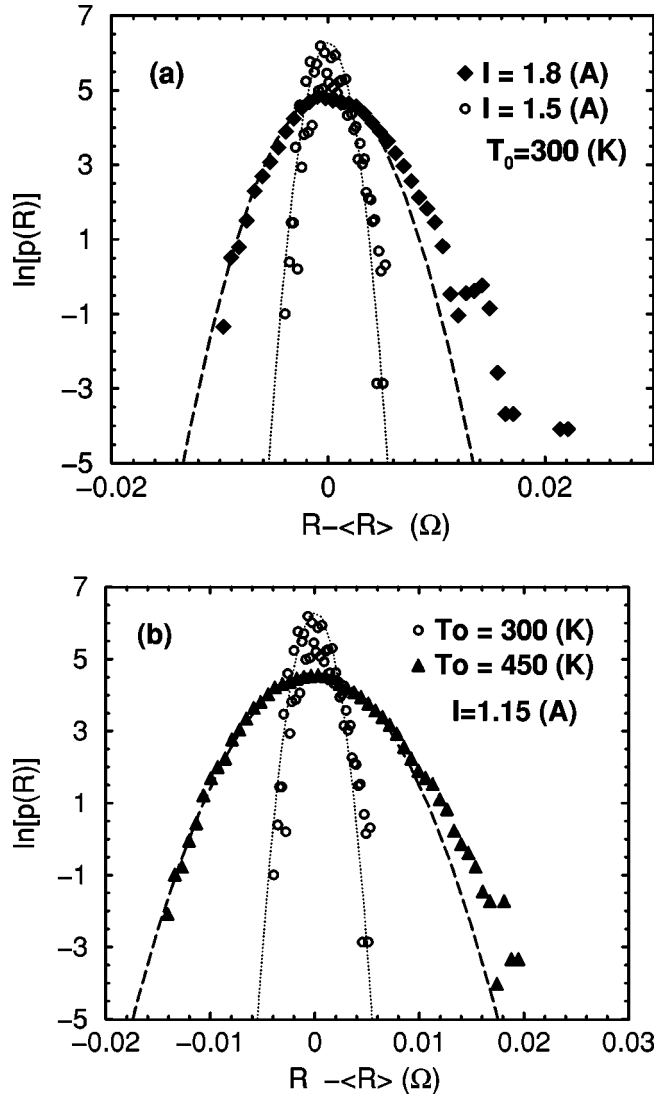 7
(a)
I = 1.8 (A)
5
I = 1.5 (A)
T0=300 (K)
3
ln[p(R)]
1
−1
−3
−5
−0.02 0 0.02
R−<R> (Ω)
7
(b)
To = 300 (K)
5
To = 450 (K)
I=1.15 (A)
3
ln[p(R)]
1
−1
−3
−5
−0.02 −0.01 0 0.01 0.02 0.03
R −<R> (Ω)